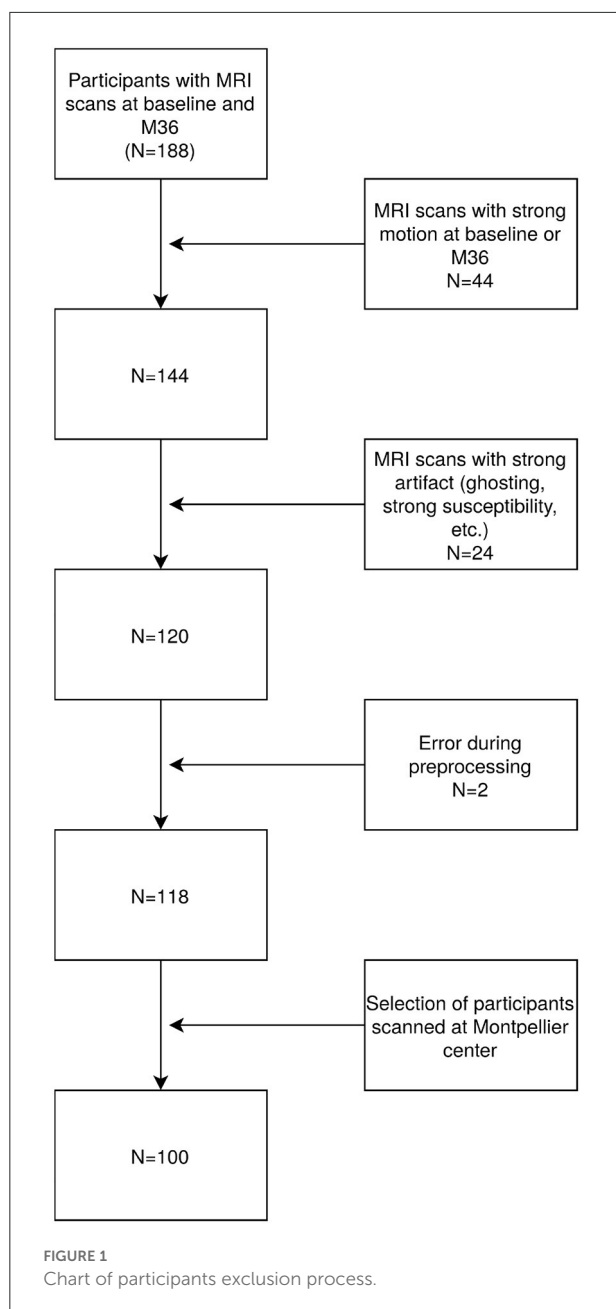 Participants with MRI
scans at baseline and
M36
(N=188)
MRI scans with strong
motion at baseline or
M36
N=44
N=144
MRI scans with strong
artifact (ghosting,
strong susceptibility,
etc.)
N=24
N=120
Error during
preprocessing
N=2
N=118
Selection of participants
scanned at Montpellier
center
N=100
FIGURE 1
Chart of participants exclusion process.